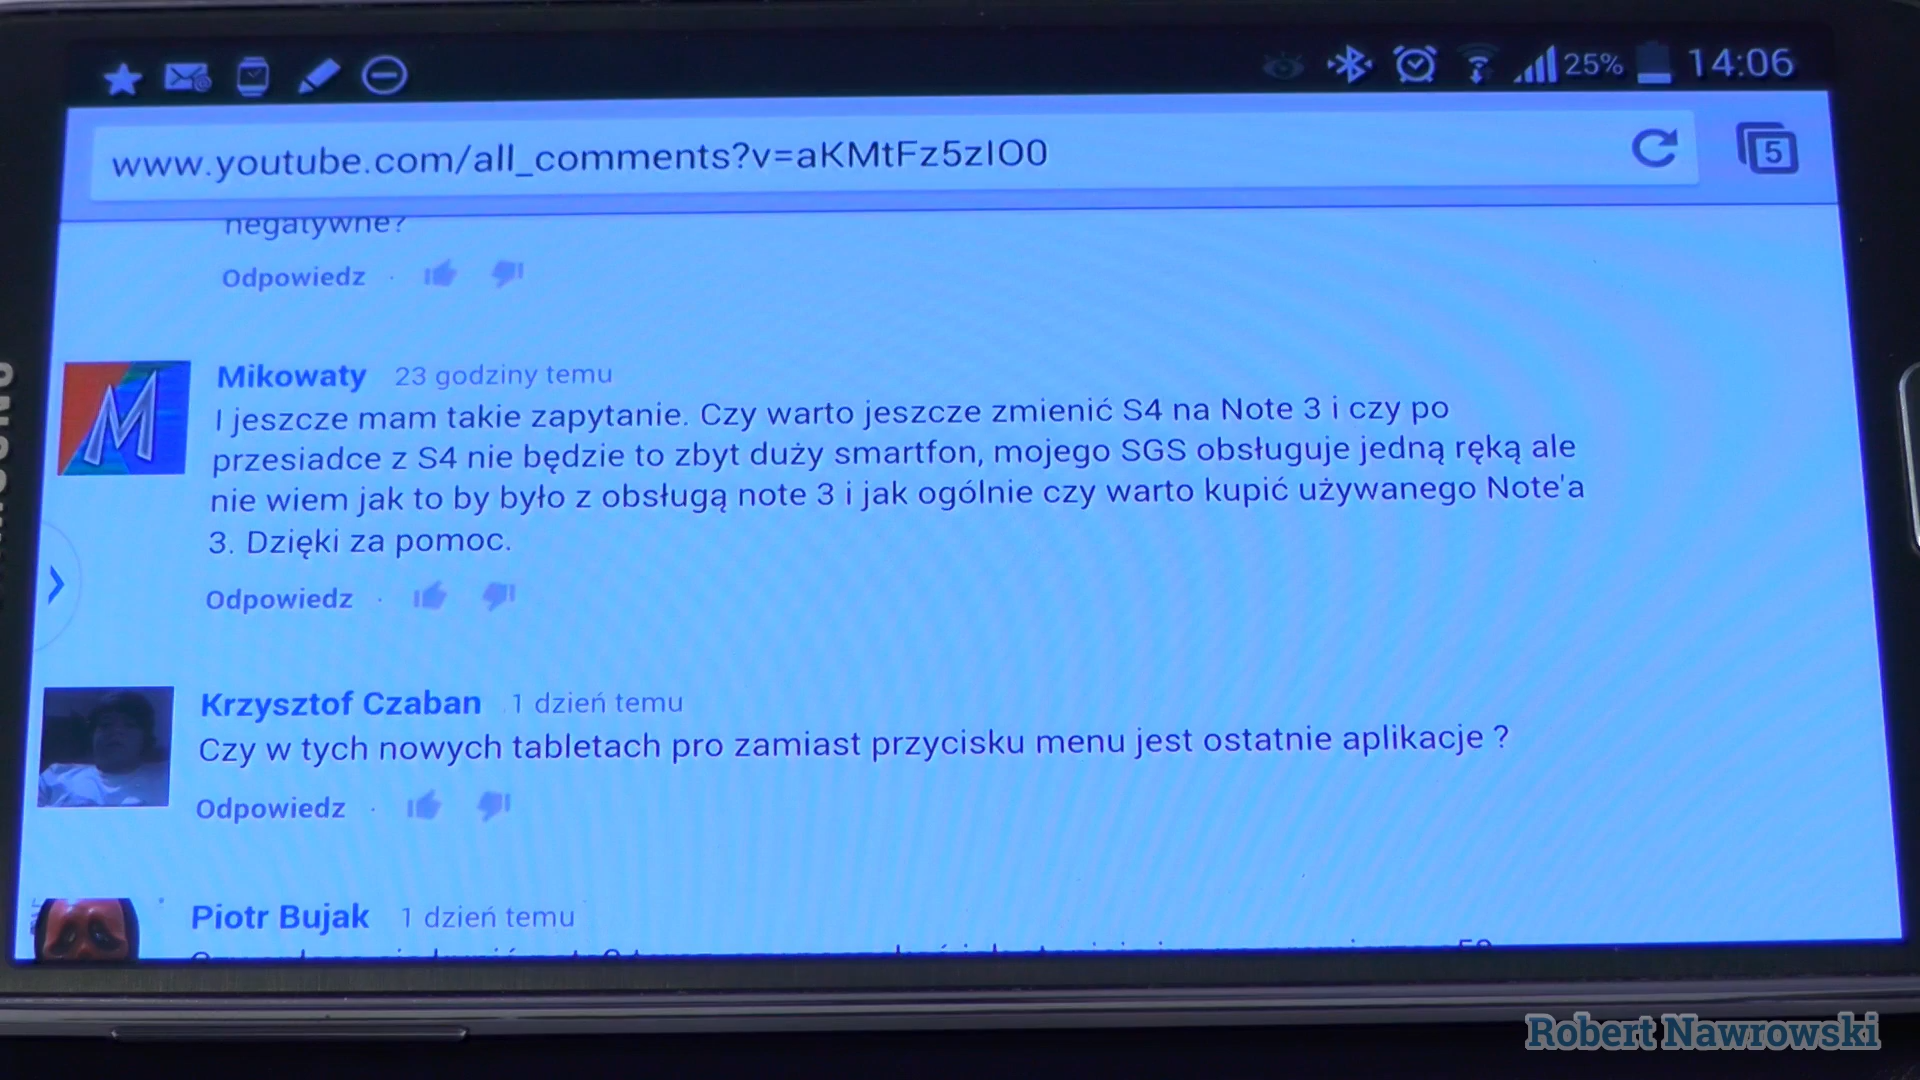 25% 14:06
www.youtube.com/all_comments?v=aKMtFz5zIO0
5
negatywne?
Odpowiedz ·
Mikowaty 23 godziny temu
I jeszcze mam takie zapytanie. Czy warto jeszcze zmienić S4 na Note 3 i czy po
przesiadce z S4 nie będzie to zbyt duży smartfon, mojego SGS obsługuje jedną ręką ale
nie wiem jak to by było z obsługą note 3 i jak ogólnie czy warto kupić używanego Note'a
3. Dzięki za pomoc.
Odpowiedz ·
M
Krzysztof Czaban 1 dzień temu
Czy w tych nowych tabletach pro zamiast przycisku menu jest ostatnie aplikacje ?
Odpowiedz ·
Piotr Bujak 1 dzień temu
Robert Nawrowski